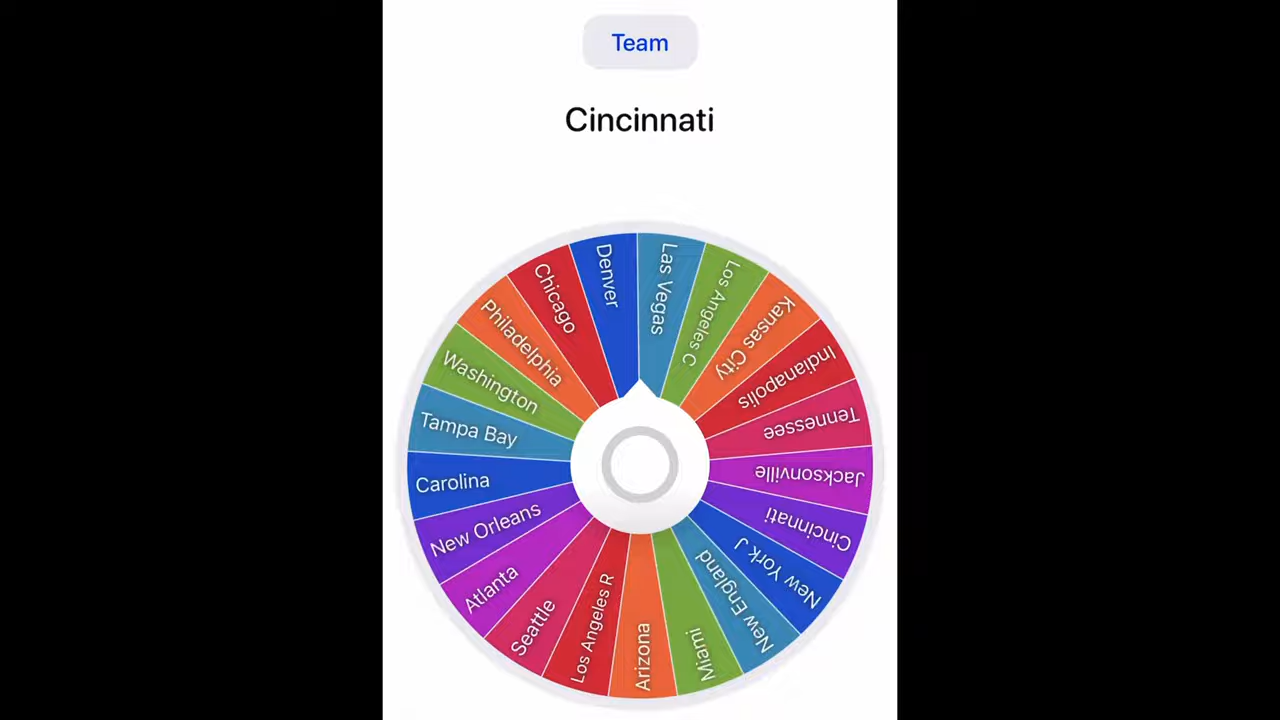 Team
Cincinnati
Denver
Las Vegas
Los Angeles C
Kansas City
Indianapolis
Tennessee
Jacksonville
Cincinnati
New York J
New England
Miami
Arizona
Los Angeles R
Seattle
Atlanta
New Orleans
Carolina
Tampa Bay
Washington
Philadelphia
Chicago